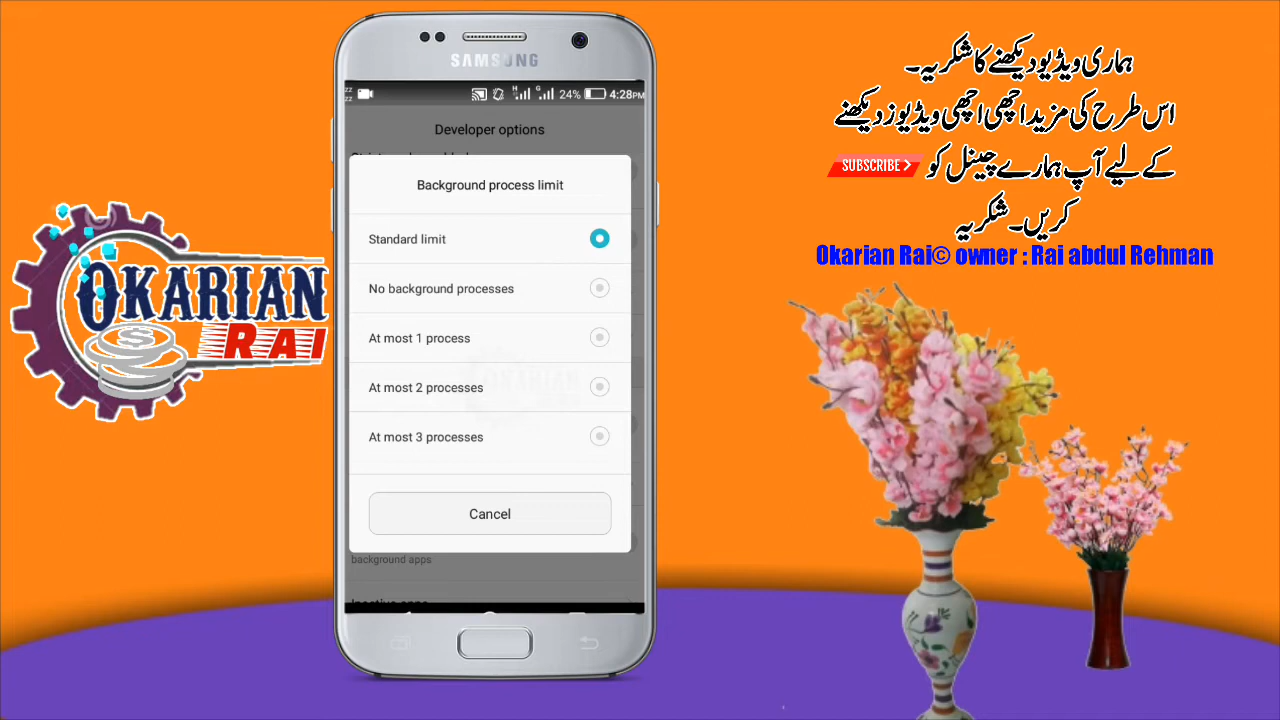 OKARIAN
RAI
SAMSUNG
24% 4:28PM
Developer options
Background process limit
Standard limit
No background processes
At most 1 process
At most 2 processes
At most 3 processes
Cancel
background apps
Inactive apps
ہماری ویڈیو دیکھنے کا شکریہ۔
اس طرح کی مزید اچھی اچھی ویڈیوز دیکھنے
کے لیے آپ ہمارے چینل کو SUBSCRIBE
کریں۔ شکریہ
Okarian Rai© owner : Rai abdul Rehman